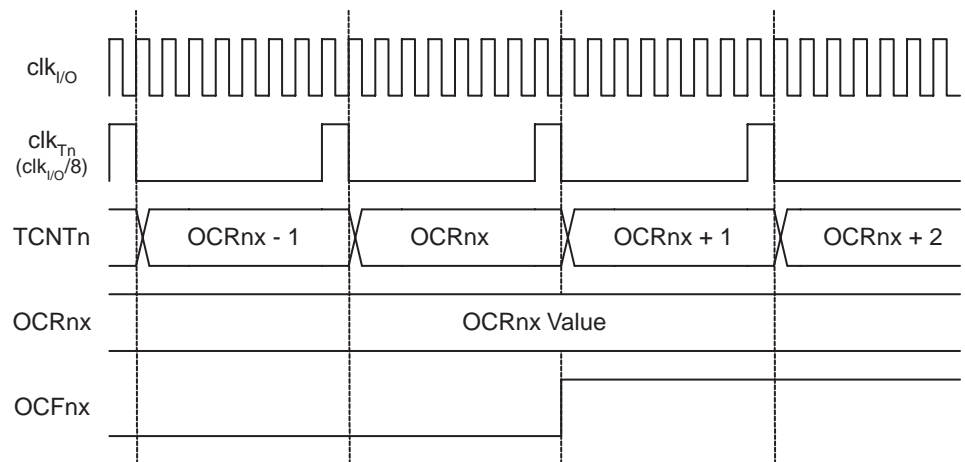 clkI/O
clkTn
(clkI/O/8)
TCNTn
OCRnx - 1
OCRnx
OCRnx + 1
OCRnx + 2
OCRnx
OCRnx Value
OCFnx